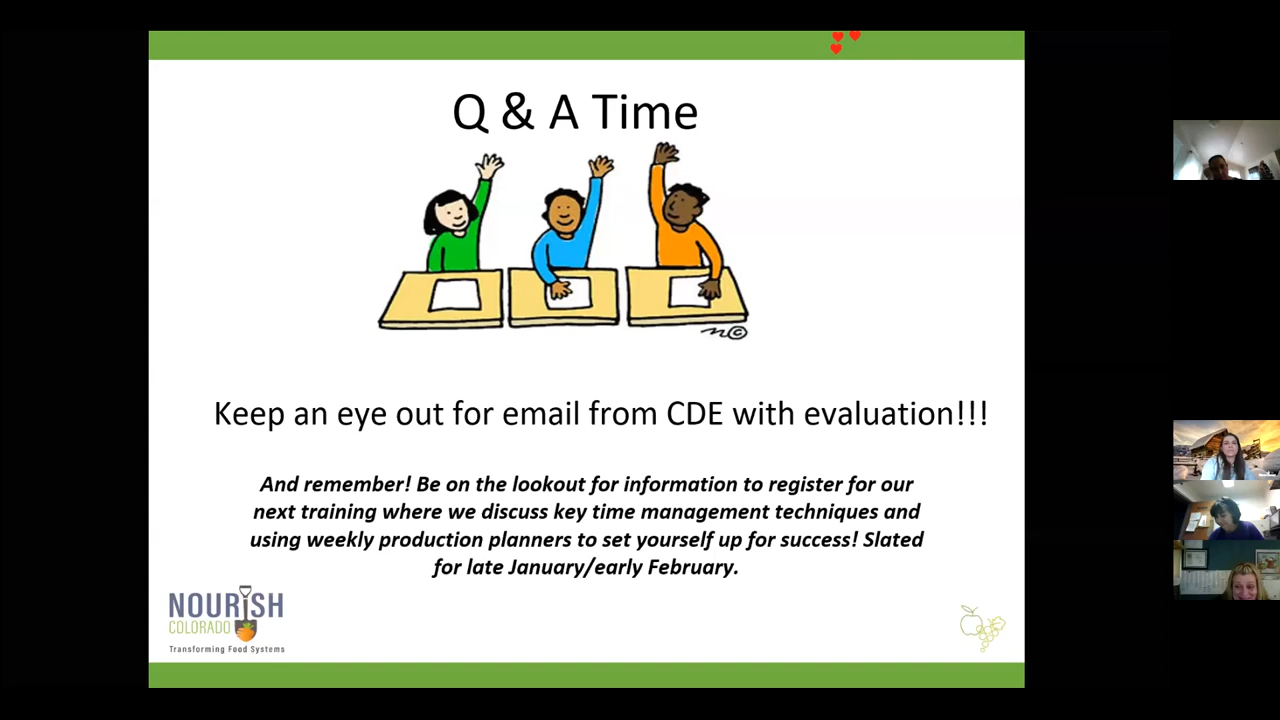 Q & A Time
©
Keep an eye out for email from CDE with evaluation!!!
And remember! Be on the lookout for information to register for our
next training where we discuss key time management techniques and
using weekly production planners to set yourself up for success! Slated
for late January/early February.
NOURISH
COLORADO
Transforming Food Systems